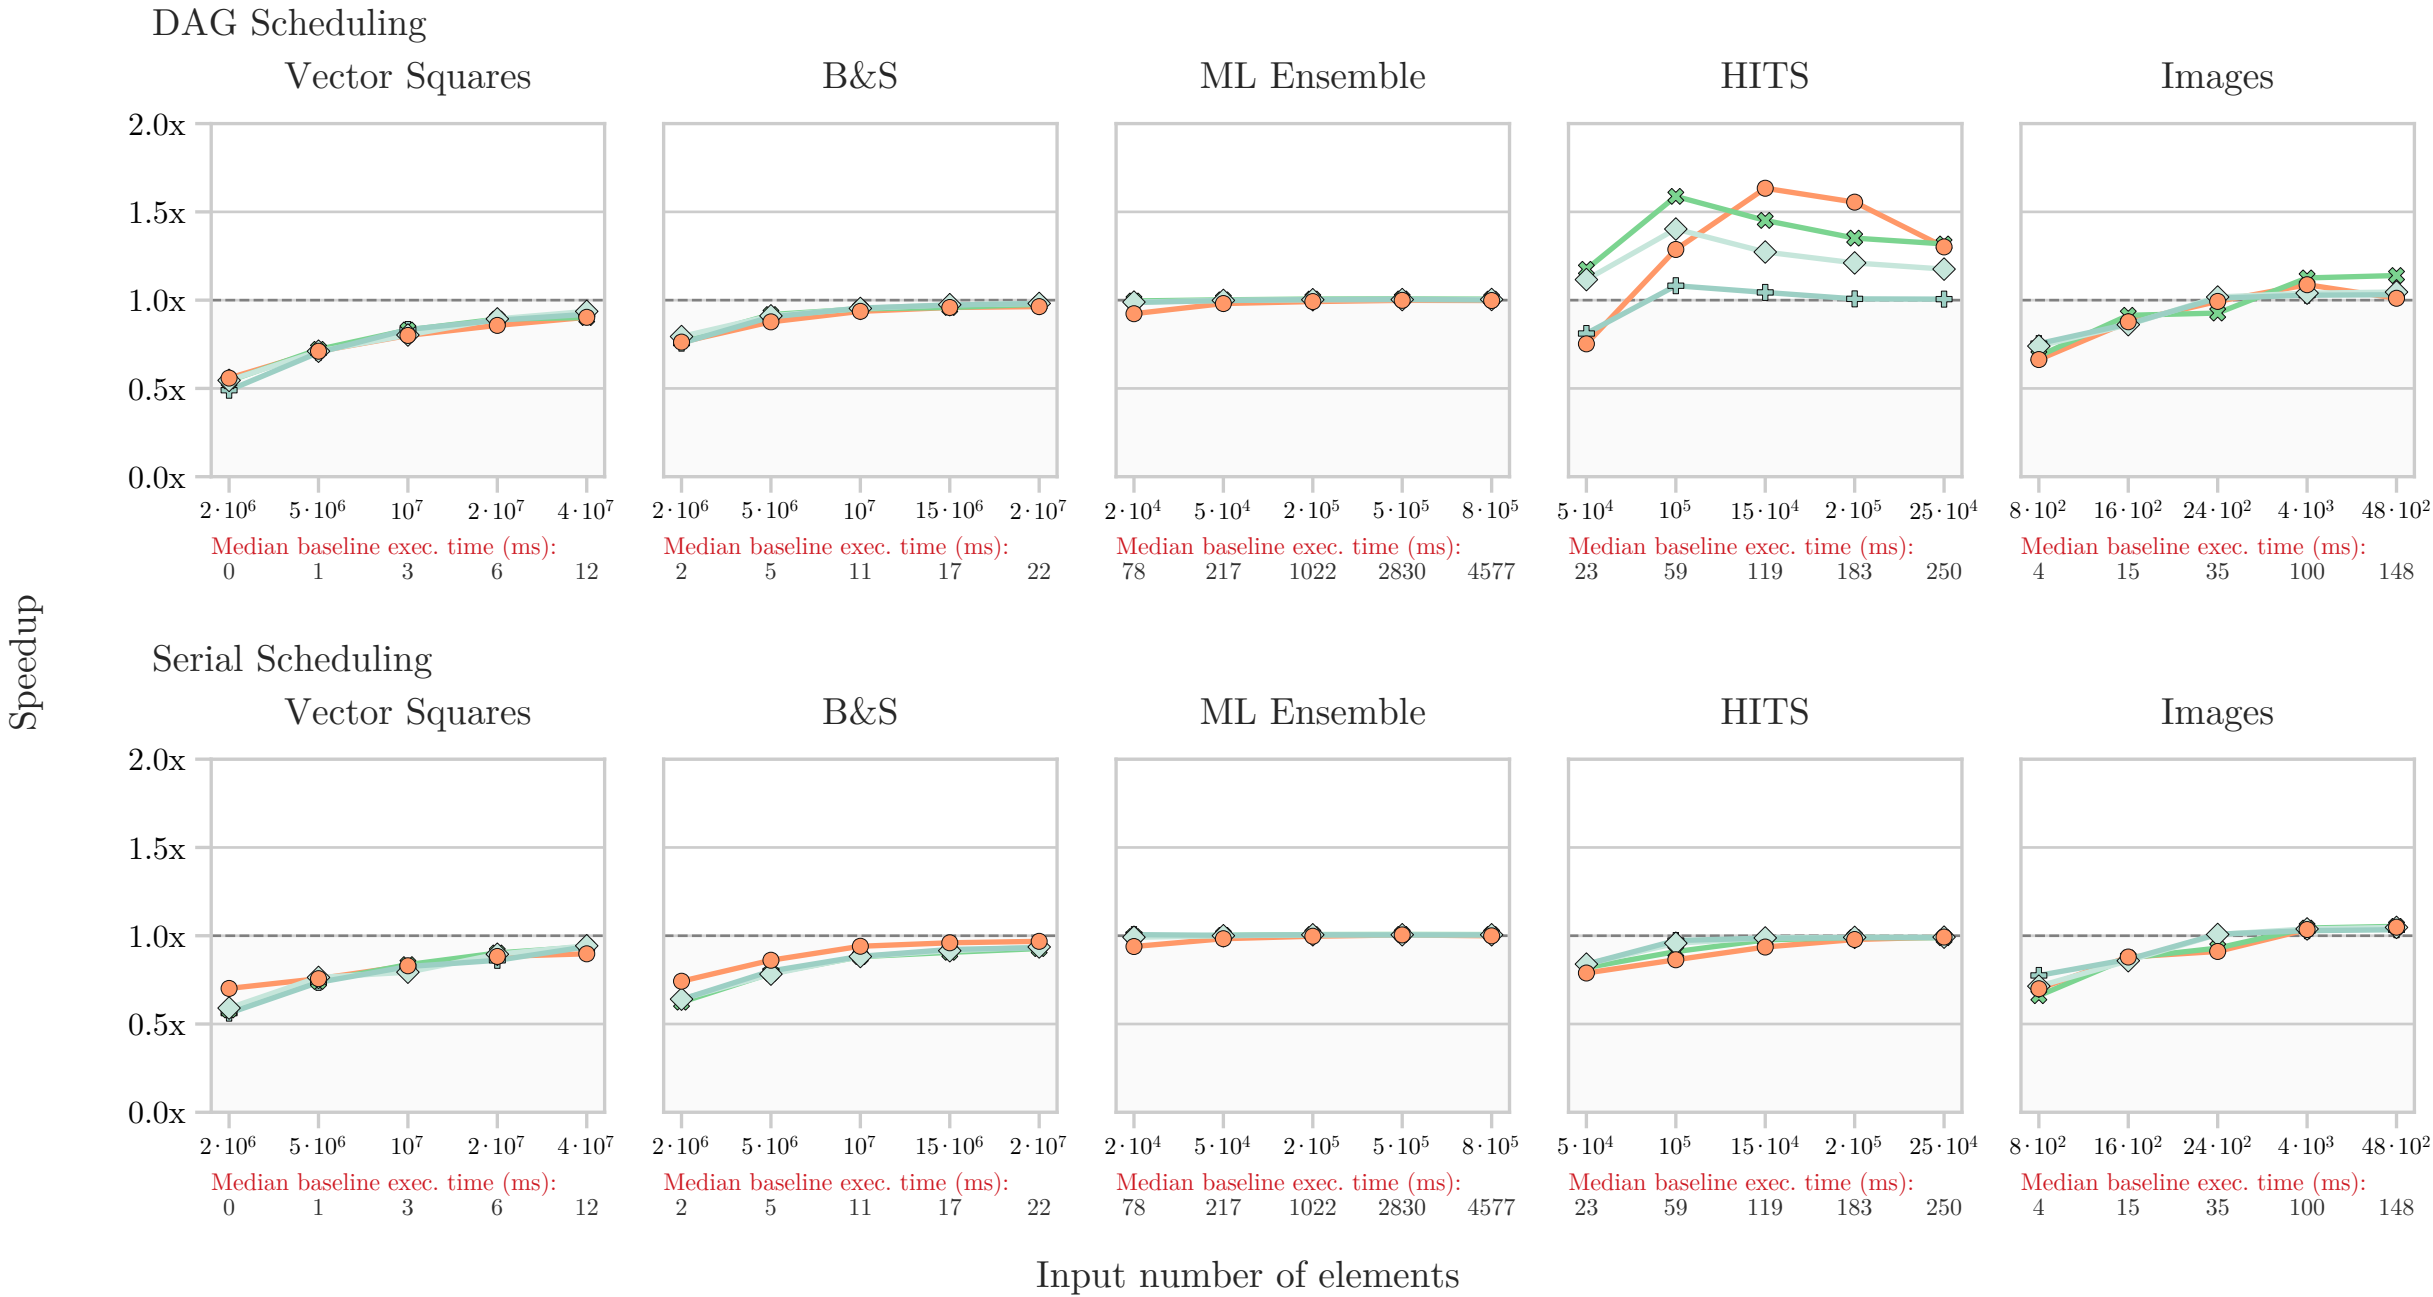 DAG Scheduling
Vector Squares B&S ML Ensemble HITS Images
2.0x
1.5x
1.0x
0.5x
0.0x
2·10⁶ 5·10⁶ 10⁷ 2·10⁷ 4·10⁷ 2·10⁶ 5·10⁶ 10⁷ 15·10⁶ 2·10⁷ 2·10⁴ 5·10⁴ 2·10⁵ 5·10⁵ 8·10⁵ 5·10⁴ 10⁵ 15·10⁴ 2·10⁵ 25·10⁴ 8·10² 16·10² 24·10² 4·10³ 48·10²
Median baseline exec. time (ms): Median baseline exec. time (ms): Median baseline exec. time (ms): Median baseline exec. time (ms): Median baseline exec. time (ms):
0 1 3 6 12 2 5 11 17 22 78 217 1022 2830 4577 23 59 119 183 250 4 15 35 100 148
Speedup
Serial Scheduling
Vector Squares B&S ML Ensemble HITS Images
2.0x
1.5x
1.0x
0.5x
0.0x
2·10⁶ 5·10⁶ 10⁷ 2·10⁷ 4·10⁷ 2·10⁶ 5·10⁶ 10⁷ 15·10⁶ 2·10⁷ 2·10⁴ 5·10⁴ 2·10⁵ 5·10⁵ 8·10⁵ 5·10⁴ 10⁵ 15·10⁴ 2·10⁵ 25·10⁴ 8·10² 16·10² 24·10² 4·10³ 48·10²
Median baseline exec. time (ms): Median baseline exec. time (ms): Median baseline exec. time (ms): Median baseline exec. time (ms): Median baseline exec. time (ms):
0 1 3 6 12 2 5 11 17 22 78 217 1022 2830 4577 23 59 119 183 250 4 15 35 100 148
Input number of elements